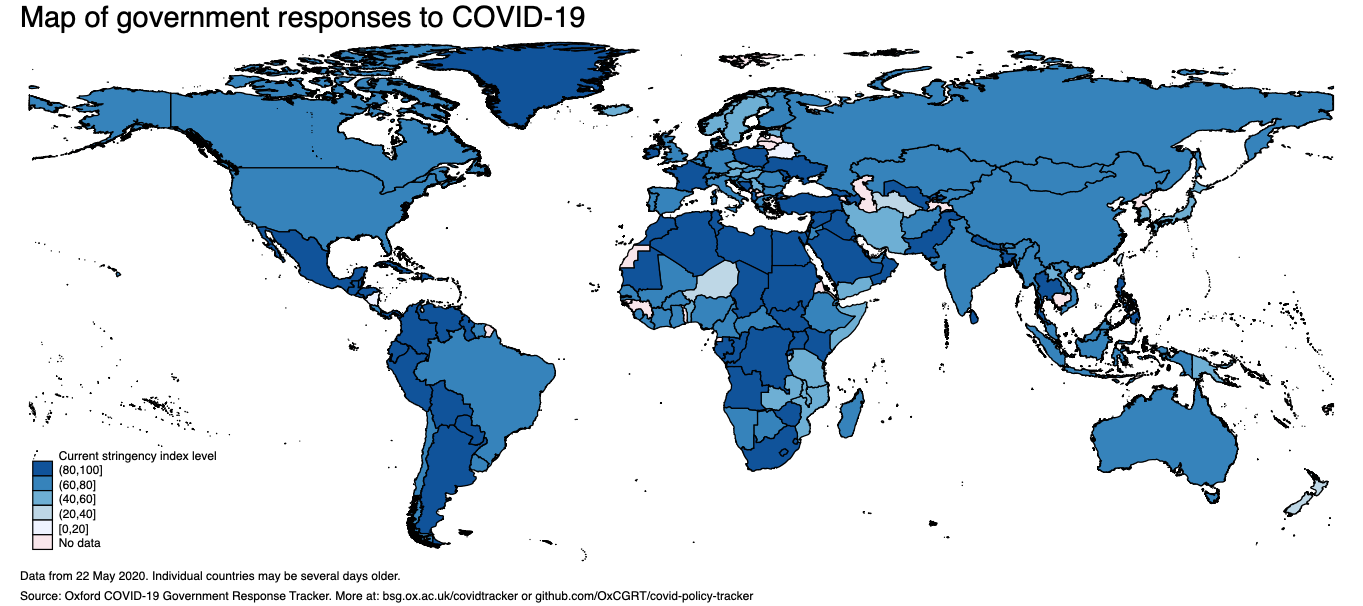 Map of government responses to COVID-19
Current stringency index level
(80,100]
(60,80]
(40,60]
(20,40]
[0,20]
No data
Data from 22 May 2020. Individual countries may be several days older.
Source: Oxford COVID-19 Government Response Tracker. More at: bsg.ox.ac.uk/covidtracker or github.com/OxCGRT/covid-policy-tracker